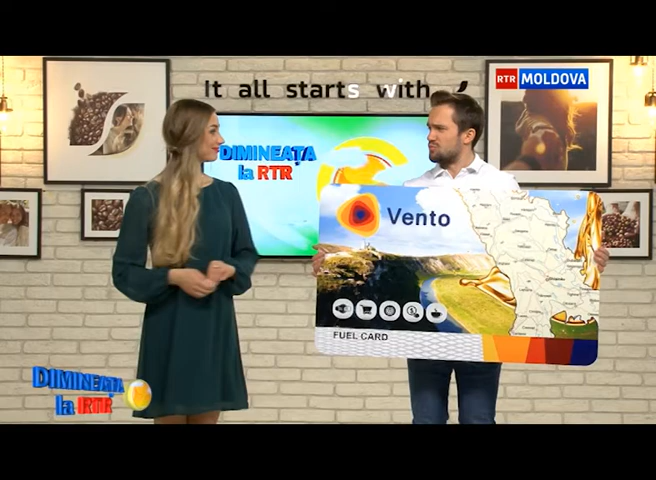 It all starts with
RTR MOLDOVA
DIMINEAȚA
la RTR
Vento
FUEL CARD
DIMINEAȚA
la RTR